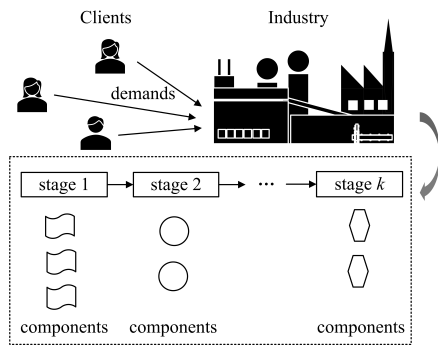 Clients Industry
demands
stage 1 stage 2 ··· stage k
components components components